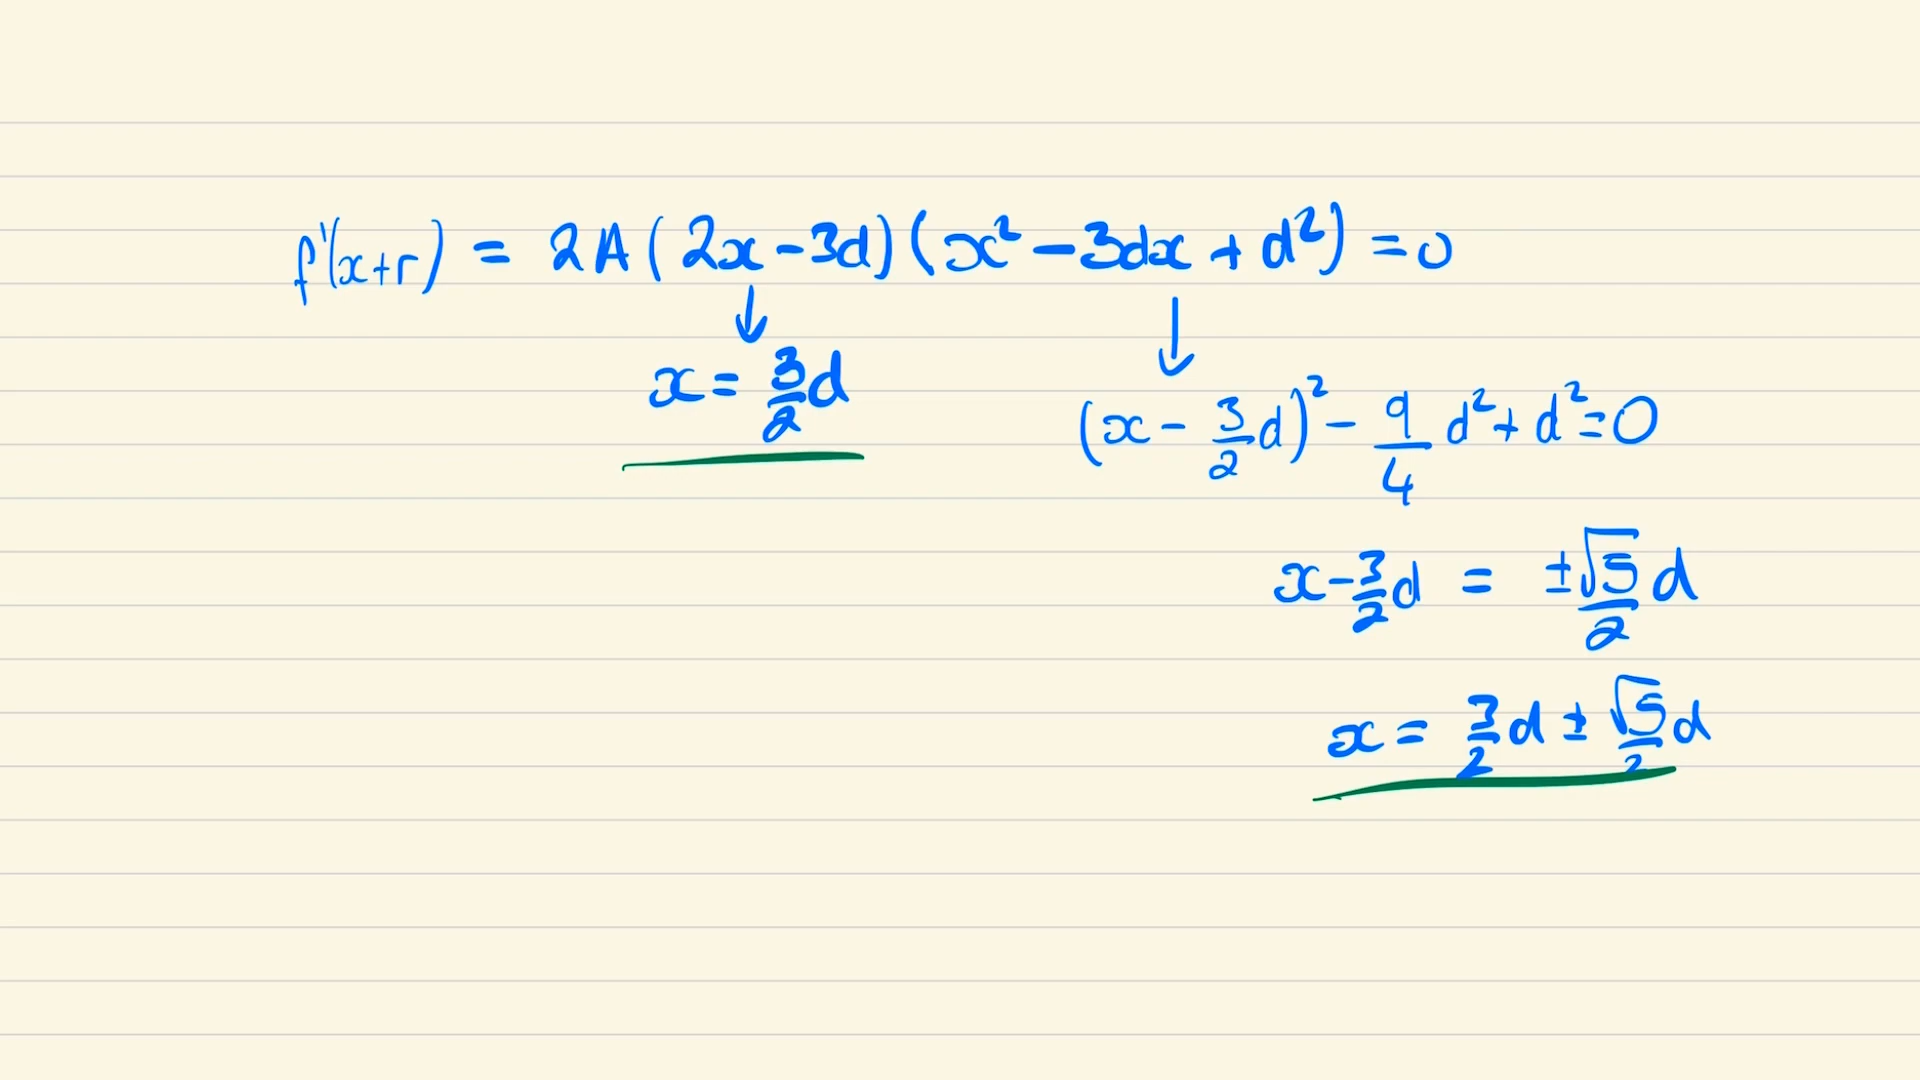 f'(x+r) = 2A(2x-3d)(x²-3dx+d²) = 0
↓ ↓
x = 3/2 d
(x - 3/2 d)² - 9/4 d² + d² = 0
x - 3/2 d = ± √5/2 d
x = 3/2 d ± √5/2 d